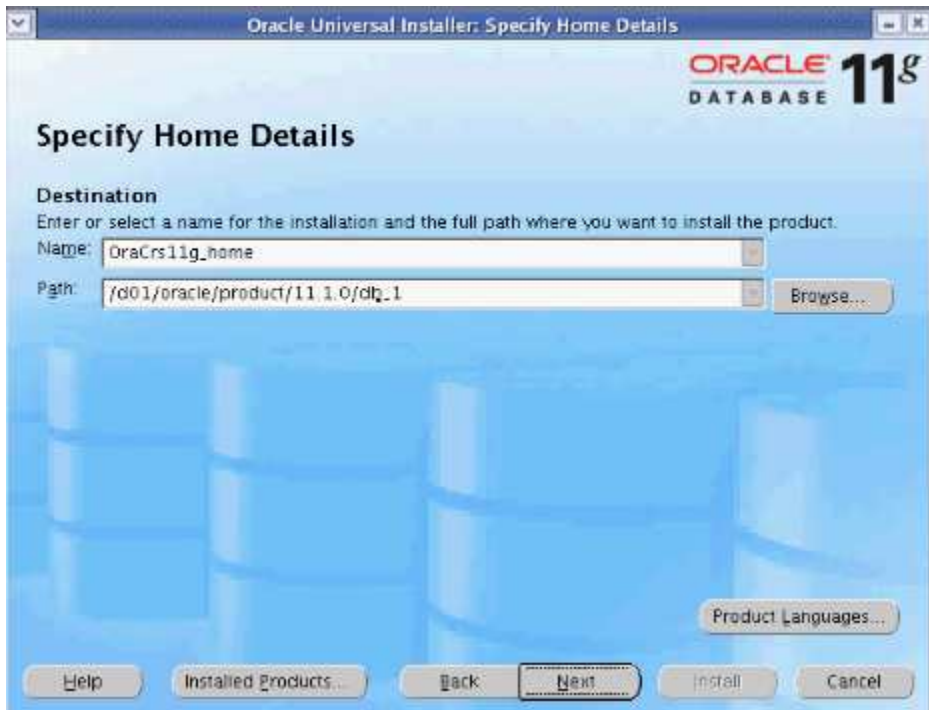 Oracle Universal Installer: Specify Home Details
ORACLE 11g
DATABASE
Specify Home Details
Destination
Enter or select a name for the installation and the full path where you want to install the product.
Name: OraCrs11g_home
Path: /d01/oracle/product/11.1.0/db_1 Browse...
Product Languages...
Help Installed Products... Back Next Install Cancel